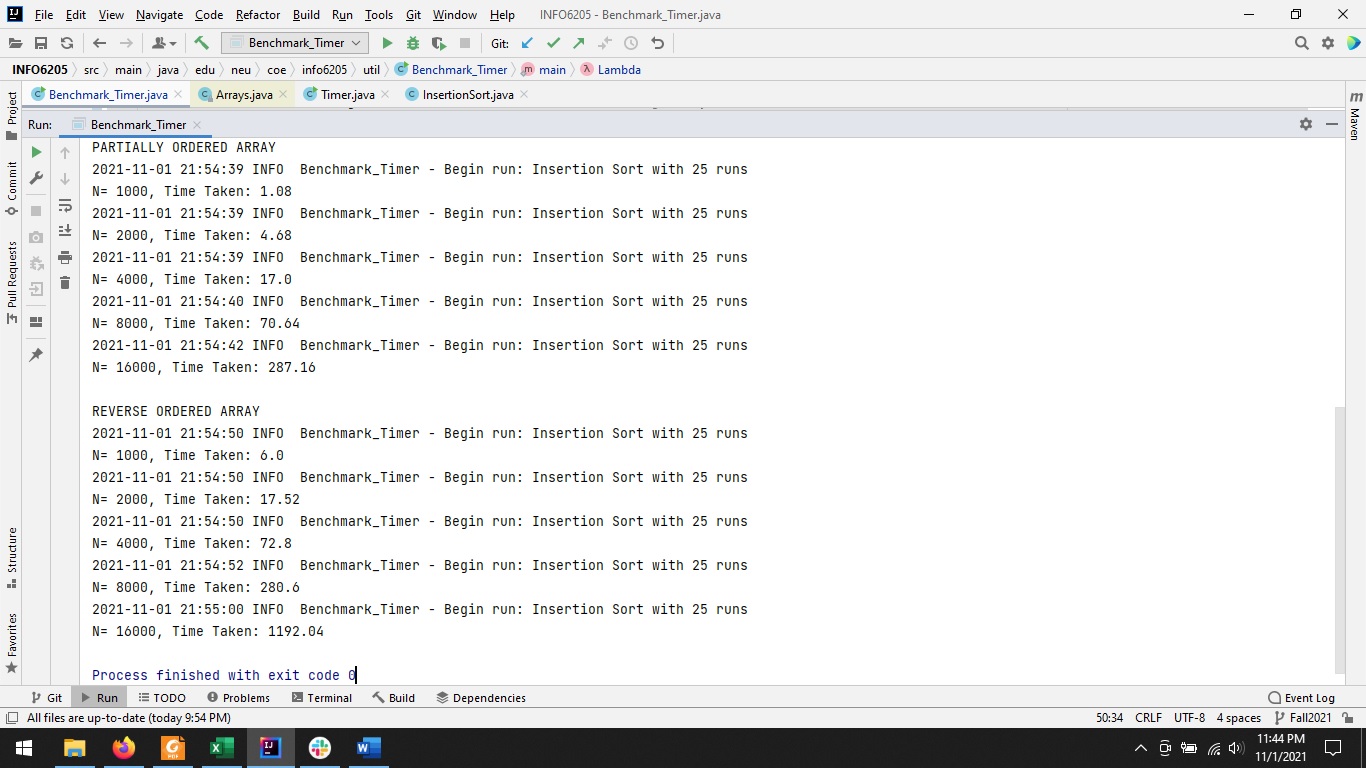 File Edit View Navigate Code Refactor Build Run Tools Git Window Help INFO6205 - Benchmark_Timer.java
Benchmark_Timer Git:
INFO6205 src main java edu neu coe info6205 util Benchmark_Timer main Lambda
Benchmark_Timer.java Arrays.java Timer.java InsertionSort.java
Run: Benchmark_Timer
Project
Commit
Pull Requests
Structure
Favorites
Maven
PARTIALLY ORDERED ARRAY
2021-11-01 21:54:39 INFO  Benchmark_Timer - Begin run: Insertion Sort with 25 runs
N= 1000, Time Taken: 1.08
2021-11-01 21:54:39 INFO  Benchmark_Timer - Begin run: Insertion Sort with 25 runs
N= 2000, Time Taken: 4.68
2021-11-01 21:54:39 INFO  Benchmark_Timer - Begin run: Insertion Sort with 25 runs
N= 4000, Time Taken: 17.0
2021-11-01 21:54:40 INFO  Benchmark_Timer - Begin run: Insertion Sort with 25 runs
N= 8000, Time Taken: 70.64
2021-11-01 21:54:42 INFO  Benchmark_Timer - Begin run: Insertion Sort with 25 runs
N= 16000, Time Taken: 287.16
REVERSE ORDERED ARRAY
2021-11-01 21:54:50 INFO  Benchmark_Timer - Begin run: Insertion Sort with 25 runs
N= 1000, Time Taken: 6.0
2021-11-01 21:54:50 INFO  Benchmark_Timer - Begin run: Insertion Sort with 25 runs
N= 2000, Time Taken: 17.52
2021-11-01 21:54:50 INFO  Benchmark_Timer - Begin run: Insertion Sort with 25 runs
N= 4000, Time Taken: 72.8
2021-11-01 21:54:52 INFO  Benchmark_Timer - Begin run: Insertion Sort with 25 runs
N= 8000, Time Taken: 280.6
2021-11-01 21:55:00 INFO  Benchmark_Timer - Begin run: Insertion Sort with 25 runs
N= 16000, Time Taken: 1192.04
Process finished with exit code 0
Git Run TODO Problems Terminal Build Dependencies Event Log
All files are up-to-date (today 9:54 PM) 50:34 CRLF UTF-8 4 spaces Fall2021
11:44 PM
11/1/2021